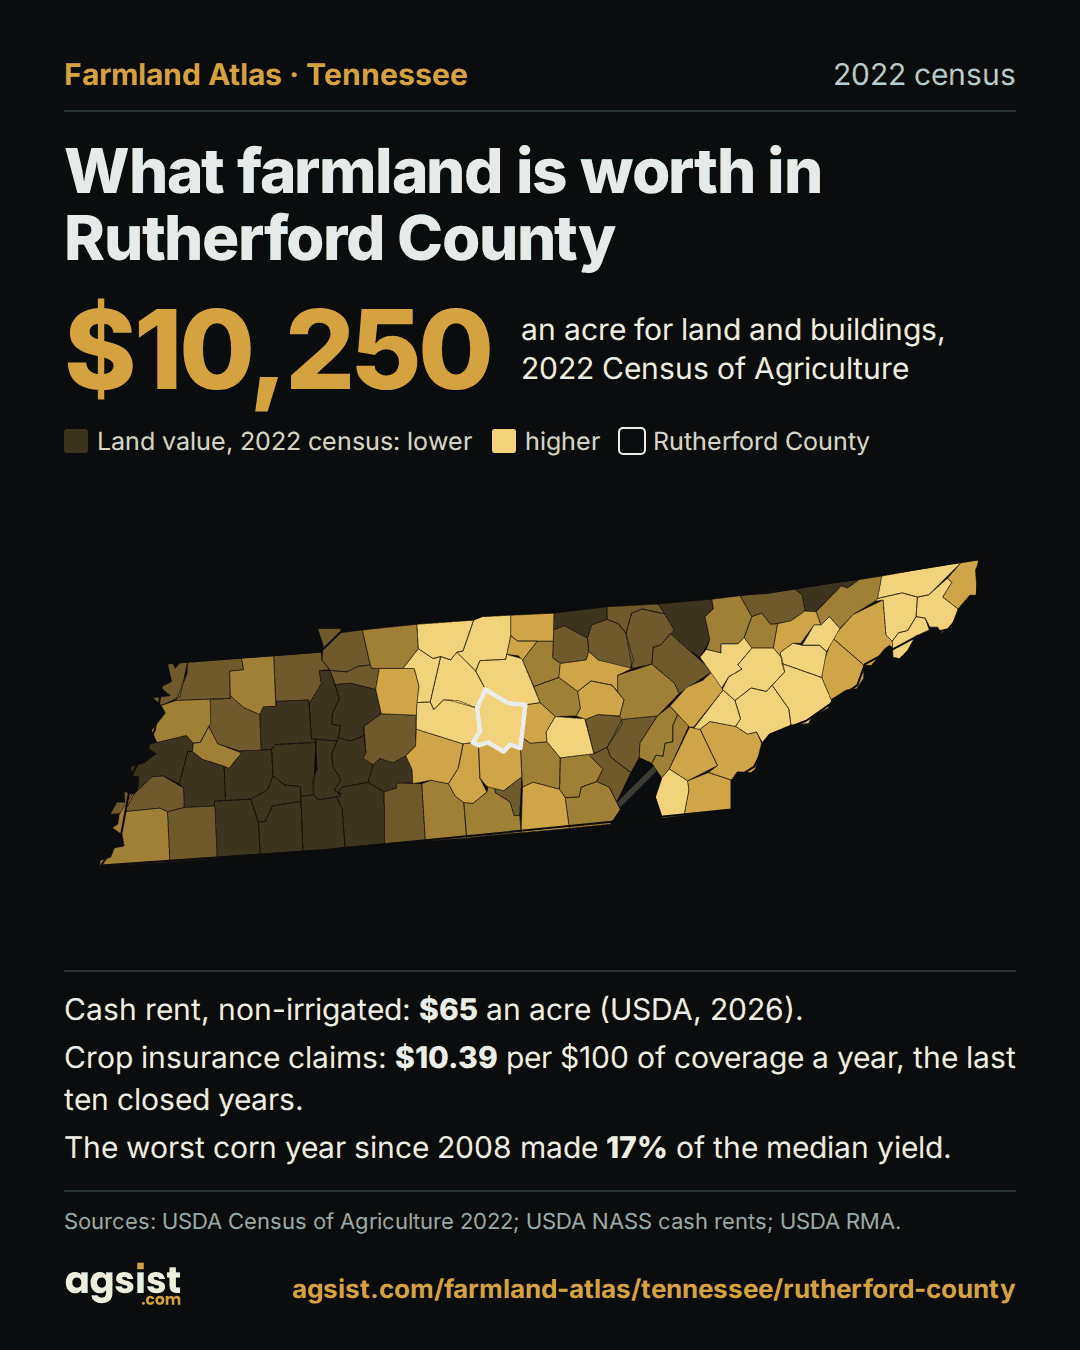 Farmland Atlas · Tennessee
2022 census
What farmland is worth in
Rutherford County
$10,250
an acre for land and buildings,
2022 Census of Agriculture
Land value, 2022 census: lower
higher
Rutherford County
Cash rent, non-irrigated: $65 an acre (USDA, 2026).
Crop insurance claims: $10.39 per $100 of coverage a year, the last
ten closed years.
The worst corn year since 2008 made 17% of the median yield.
Sources: USDA Census of Agriculture 2022; USDA NASS cash rents; USDA RMA.
agsist
.com
agsist.com/farmland-atlas/tennessee/rutherford-county